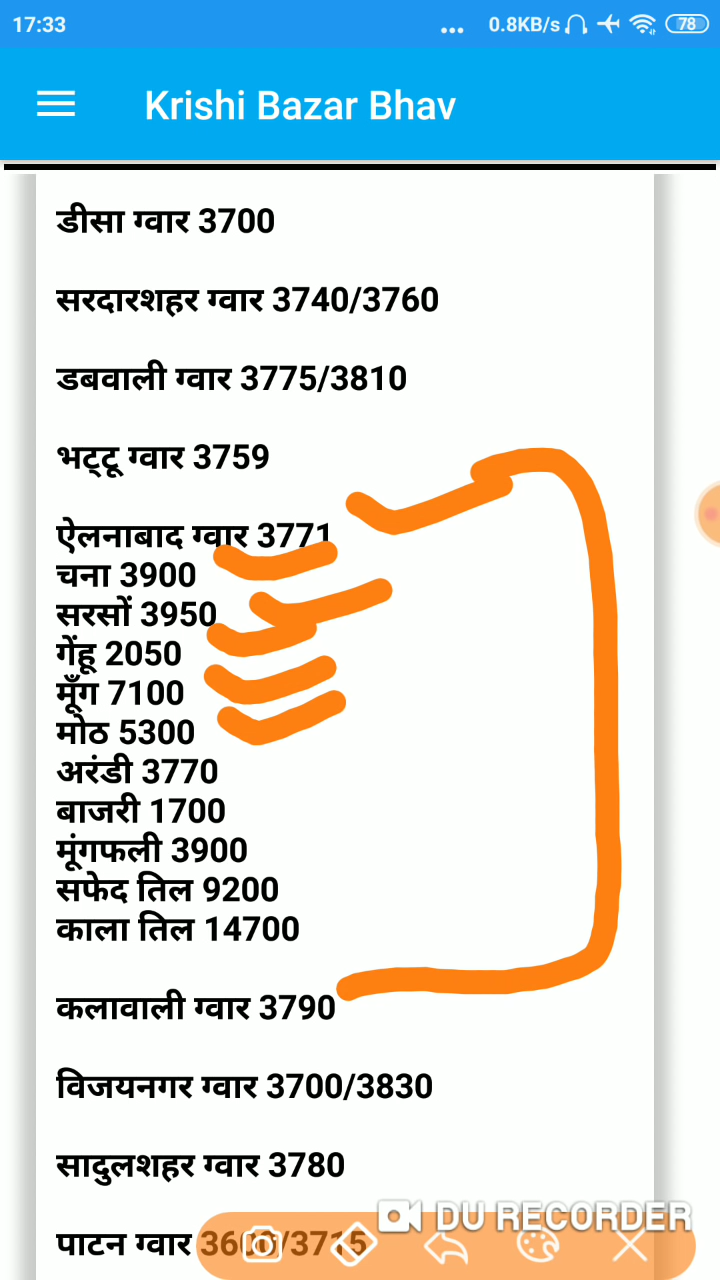 17:33 ... 0.8KB/s 78
Krishi Bazar Bhav
डीसा ग्वार 3700
सरदारशहर ग्वार 3740/3760
डबवाली ग्वार 3775/3810
भट्टू ग्वार 3759
ऐलनाबाद ग्वार 3771
चना 3900
सरसों 3950
गेंहू 2050
मूँग 7100
मोठ 5300
अरंडी 3770
बाजरी 1700
मूंगफली 3900
सफेद तिल 9200
काला तिल 14700
कलावाली ग्वार 3790
विजयनगर ग्वार 3700/3830
सादुलशहर ग्वार 3780
DU RECORDER
पाटन ग्वार 3600/3715